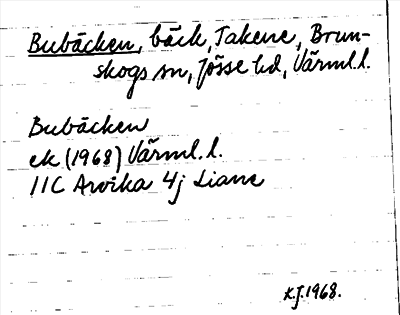 Bubäcken, bäck, Takene, Brun-
skogs sn, Jösse hd, Värml.l.
Bubäcken
ek (1968) Värml. l.
11C Arvika 4j Liane
K.J. 1968.